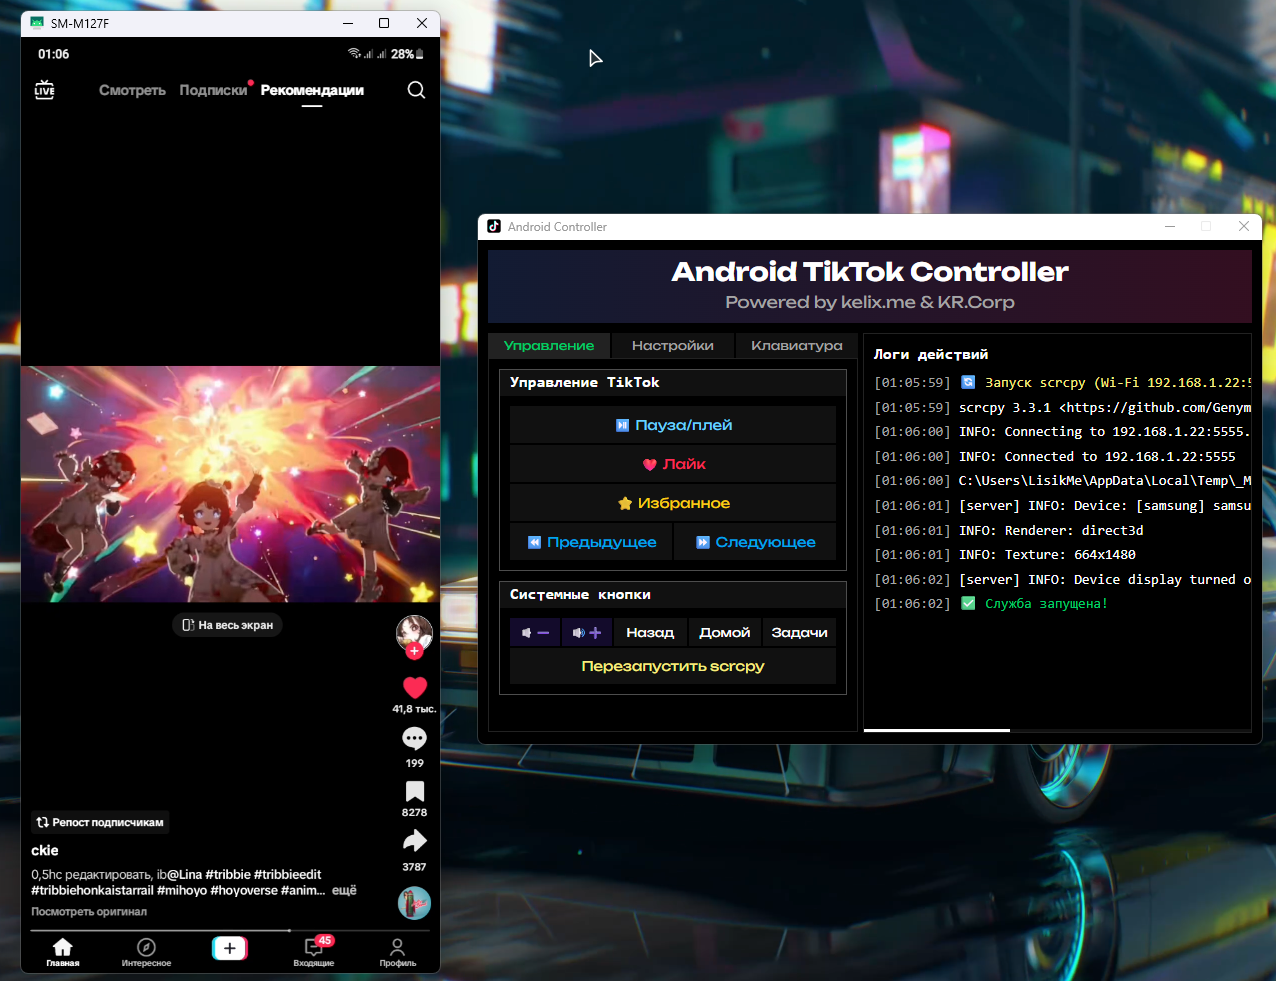 SM-M127F
01:06
28%
LIVE
Смотреть
Подписки
Рекомендации
На весь экран
41,8 тыс.
199
8278
3787
Репост подписчикам
ckie
0,5hc редактировать, ib@Lina #tribbie #tribbieedit
#tribbiehonkaistarrail #mihoyo #hoyoverse #anim... ещё
Посмотреть оригинал
Главная
Интересное
45
Входящие
Профиль
Android Controller
Android TikTok Controller
Powered by kelix.me & KR.Corp
Управление
Настройки
Клавиатура
Управление TikTok
Пауза/плей
Лайк
Избранное
Предыдущее
Следующее
Системные кнопки
Назад
Домой
Задачи
Перезапустить scrcpy
Логи действий
[01:05:59] Запуск scrcpy (Wi-Fi 192.168.1.22:5
[01:05:59] scrcpy 3.3.1 <https://github.com/Genym
[01:06:00] INFO: Connecting to 192.168.1.22:5555.
[01:06:00] INFO: Connected to 192.168.1.22:5555
[01:06:00] C:\Users\LisikMe\AppData\Local\Temp\_M
[01:06:01] [server] INFO: Device: [samsung] samsu
[01:06:01] INFO: Renderer: direct3d
[01:06:01] INFO: Texture: 664x1480
[01:06:02] [server] INFO: Device display turned o
[01:06:02] Служба запущена!